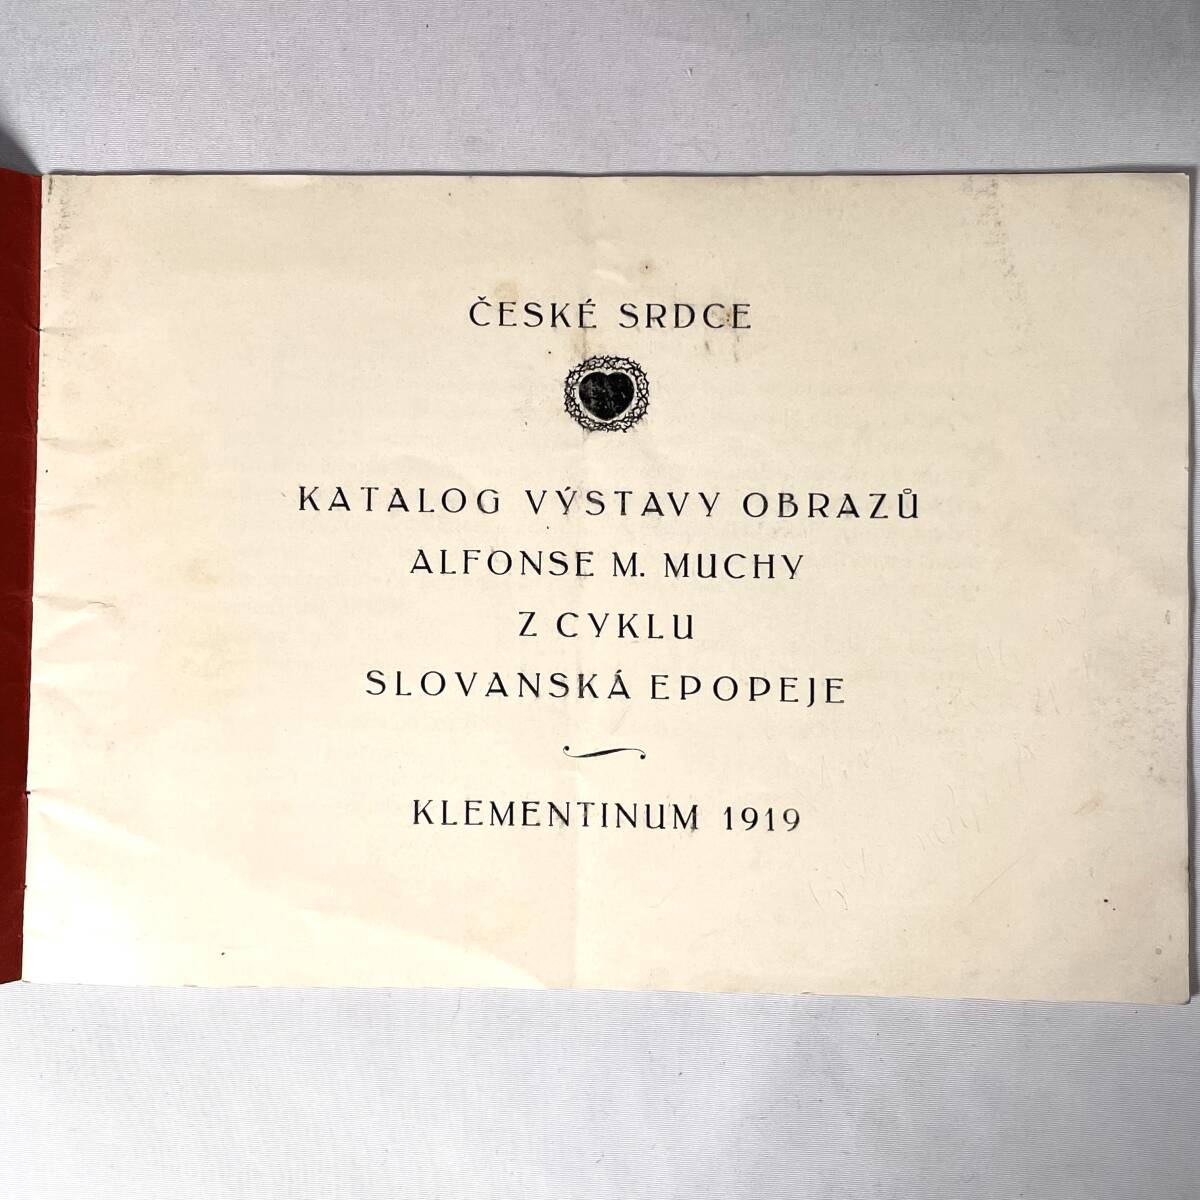 ČESKÉ SRDCE
KATALOG VÝSTAVY OBRAZŮ
ALFONSE M. MUCHY
Z CYKLU
SLOVANSKÁ EPOPEJE
KLEMENTINUM 1919